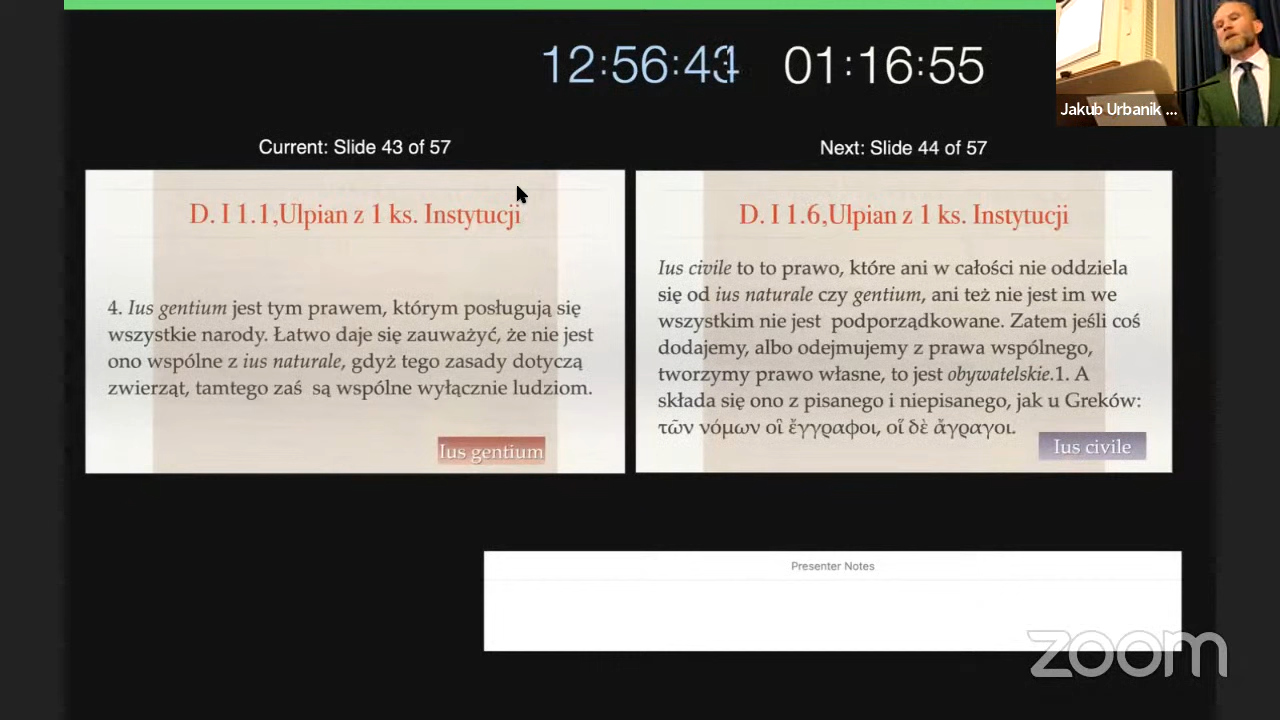 12:56:43 01:16:55
Jakub Urbanik ...
Current: Slide 43 of 57
Next: Slide 44 of 57
D. I 1.1,Ulpian z 1 ks. Instytucji
4. Ius gentium jest tym prawem, którym posługują się
wszystkie narody. Łatwo daje się zauważyć, że nie jest
ono wspólne z ius naturale, gdyż tego zasady dotyczą
zwierząt, tamtego zaś są wspólne wyłącznie ludziom.
Ius gentium
D. I 1.6,Ulpian z 1 ks. Instytucji
Ius civile to to prawo, które ani w całości nie oddziela
się od ius naturale czy gentium, ani też nie jest im we
wszystkim nie jest podporządkowane. Zatem jeśli coś
dodajemy, albo odejmujemy z prawa wspólnego,
tworzymy prawo własne, to jest obywatelskie.1. A
składa się ono z pisanego i niepisanego, jak u Greków:
τῶν νόμων οἳ ἔγγραφοι, οἵ δὲ ἄγραγοι.
Ius civile
Presenter Notes
zoom